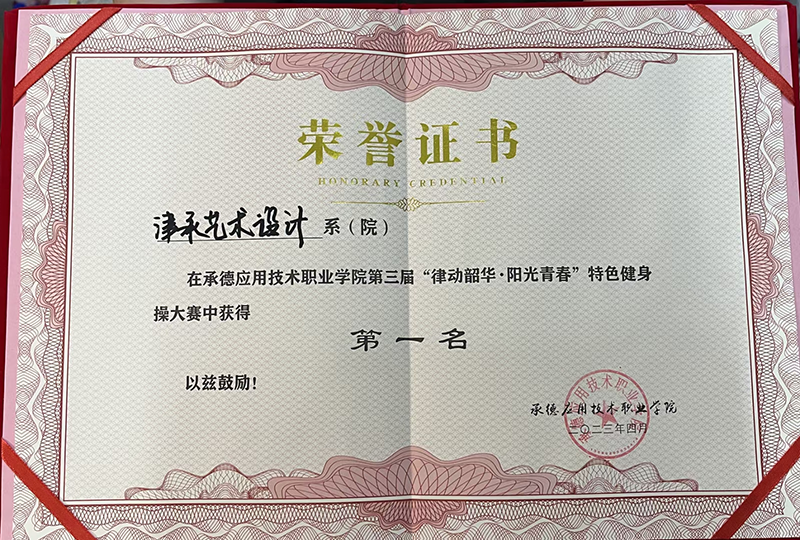 荣誉证书
HONORARY CREDENTIAL
津承艺术设计系(院)
在承德应用技术职业学院第三届“律动韶华·阳光青春”特色健身
操大赛中获得
第一名
以兹鼓励！
承德应用技术职业学院
二〇二三年四月